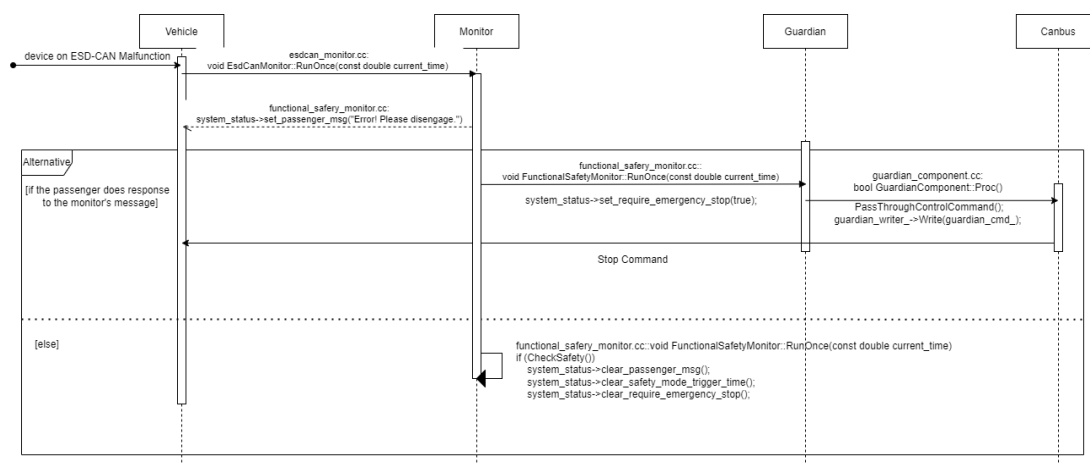 Vehicle
Monitor
Guardian
Canbus
device on ESD-CAN Malfunction
esdcan_monitor.cc:
void EsdCanMonitor::RunOnce(const double current_time)
functional_safery_monitor.cc:
system_status->set_passenger_msg("Error! Please disengage.")
Alternative
[if the passenger does response
to the monitor's message]
functional_safery_monitor.cc::
void FunctionalSafetyMonitor::RunOnce(const double current_time)
system_status->set_require_emergency_stop(true);
guardian_component.cc:
bool GuardianComponent::Proc()
PassThroughControlCommand();
guardian_writer_->Write(guardian_cmd_);
Stop Command
[else]
functional_safery_monitor.cc::void FunctionalSafetyMonitor::RunOnce(const double current_time)
if (CheckSafety())
system_status->clear_passenger_msg();
system_status->clear_safety_mode_trigger_time();
system_status->clear_require_emergency_stop();